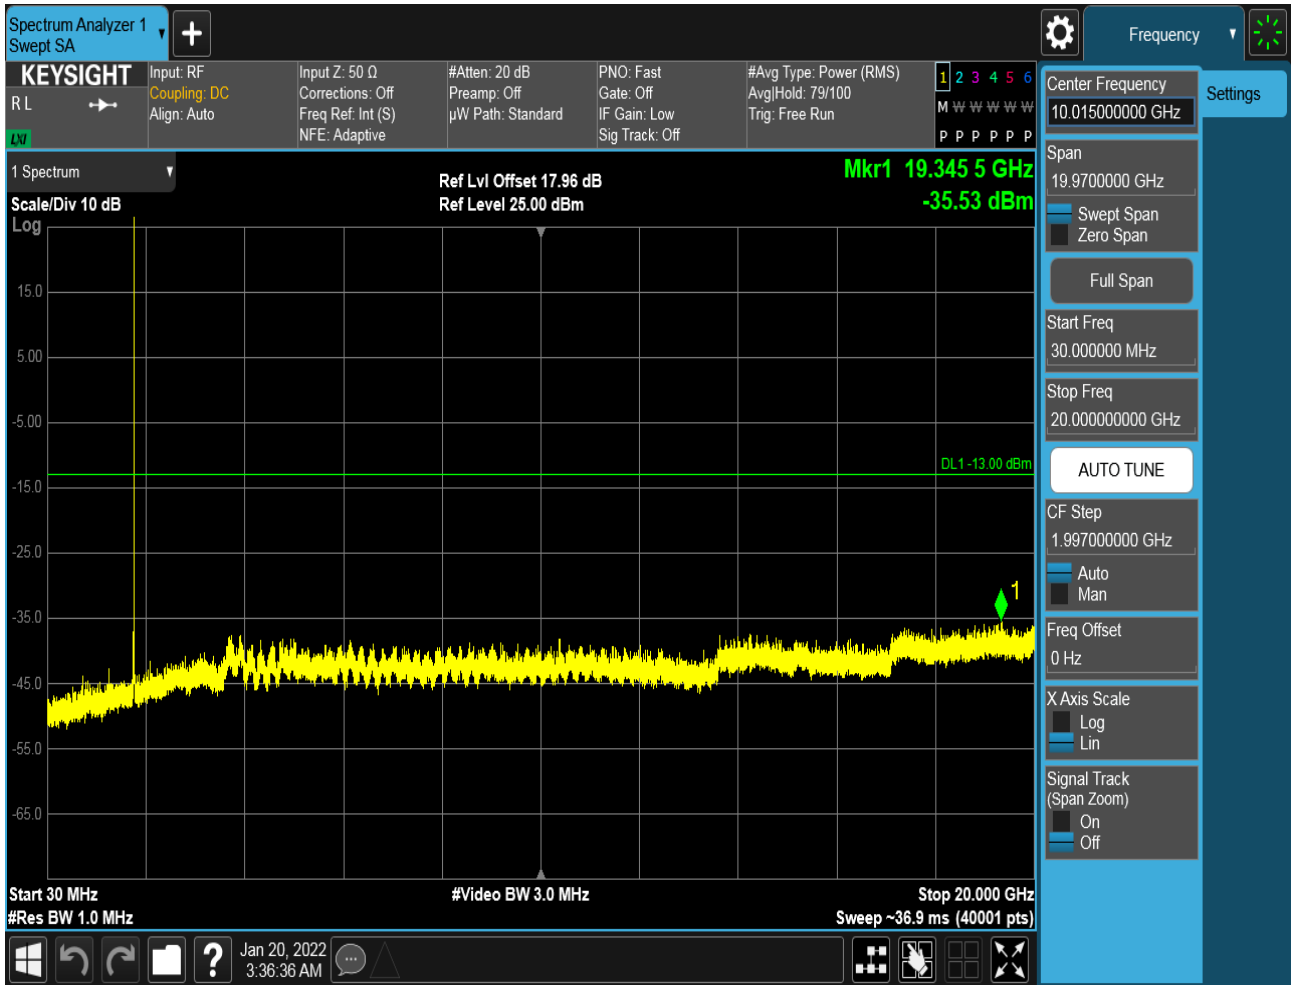 Spectrum Analyzer 1
Swept SA
Frequency
KEYSIGHT
R L
LXI
Input: RF
Coupling: DC
Align: Auto
Input Z: 50 Ω
Corrections: Off
Freq Ref: Int (S)
NFE: Adaptive
#Atten: 20 dB
Preamp: Off
µW Path: Standard
PNO: Fast
Gate: Off
IF Gain: Low
Sig Track: Off
#Avg Type: Power (RMS)
Avg|Hold: 79/100
Trig: Free Run
1 2 3 4 5 6
M W W W W W
P P P P P P
1 Spectrum
Scale/Div 10 dB
Log
Ref Lvl Offset 17.96 dB
Ref Level 25.00 dBm
Mkr1 19.345 5 GHz
-35.53 dBm
15.0
5.00
-5.00
-15.0
-25.0
-35.0
-45.0
-55.0
-65.0
DL1 -13.00 dBm
1
Start 30 MHz
#Res BW 1.0 MHz
#Video BW 3.0 MHz
Stop 20.000 GHz
Sweep ~36.9 ms (40001 pts)
Jan 20, 2022
3:36:36 AM
Center Frequency
10.015000000 GHz
Settings
Span
19.9700000 GHz
Swept Span
Zero Span
Full Span
Start Freq
30.000000 MHz
Stop Freq
20.000000000 GHz
AUTO TUNE
CF Step
1.997000000 GHz
Auto
Man
Freq Offset
0 Hz
X Axis Scale
Log
Lin
Signal Track
(Span Zoom)
On
Off